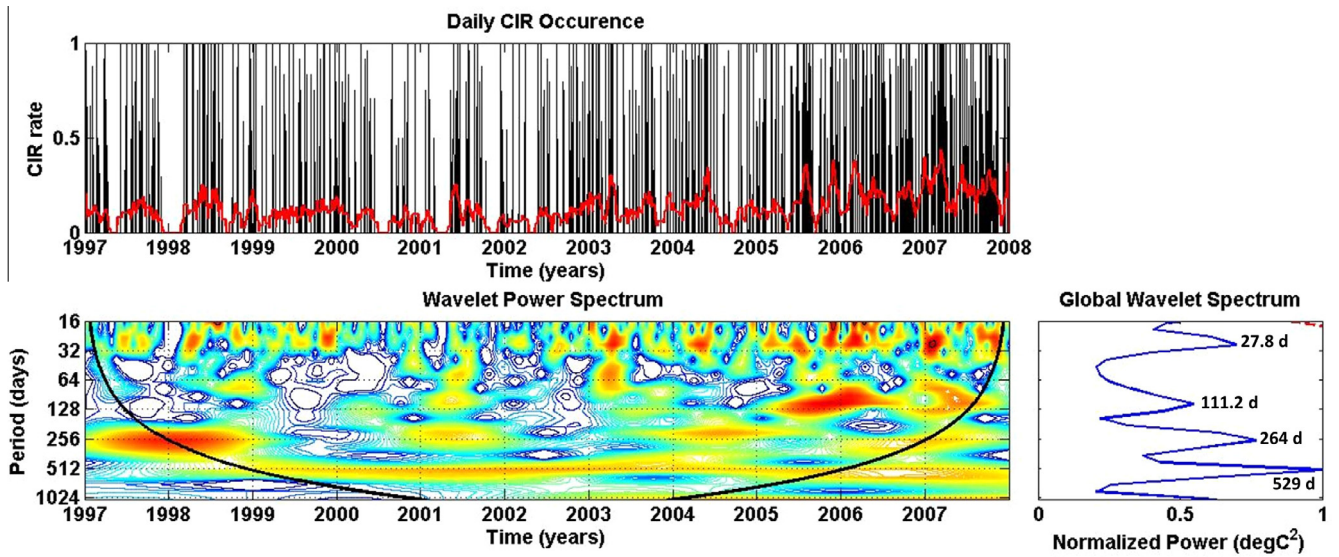 Daily CIR Occurence
1
0.5
0
CIR rate
1997 1998 1999 2000 2001 2002 2003 2004 2005 2006 2007 2008
Time (years)
Wavelet Power Spectrum
16
32
64
128
256
512
1024
Period (days)
1997 1998 1999 2000 2001 2002 2003 2004 2005 2006 2007
Time (years)
Global Wavelet Spectrum
27.8 d
111.2 d
264 d
529 d
0 0.5 1
Normalized Power (degC²)